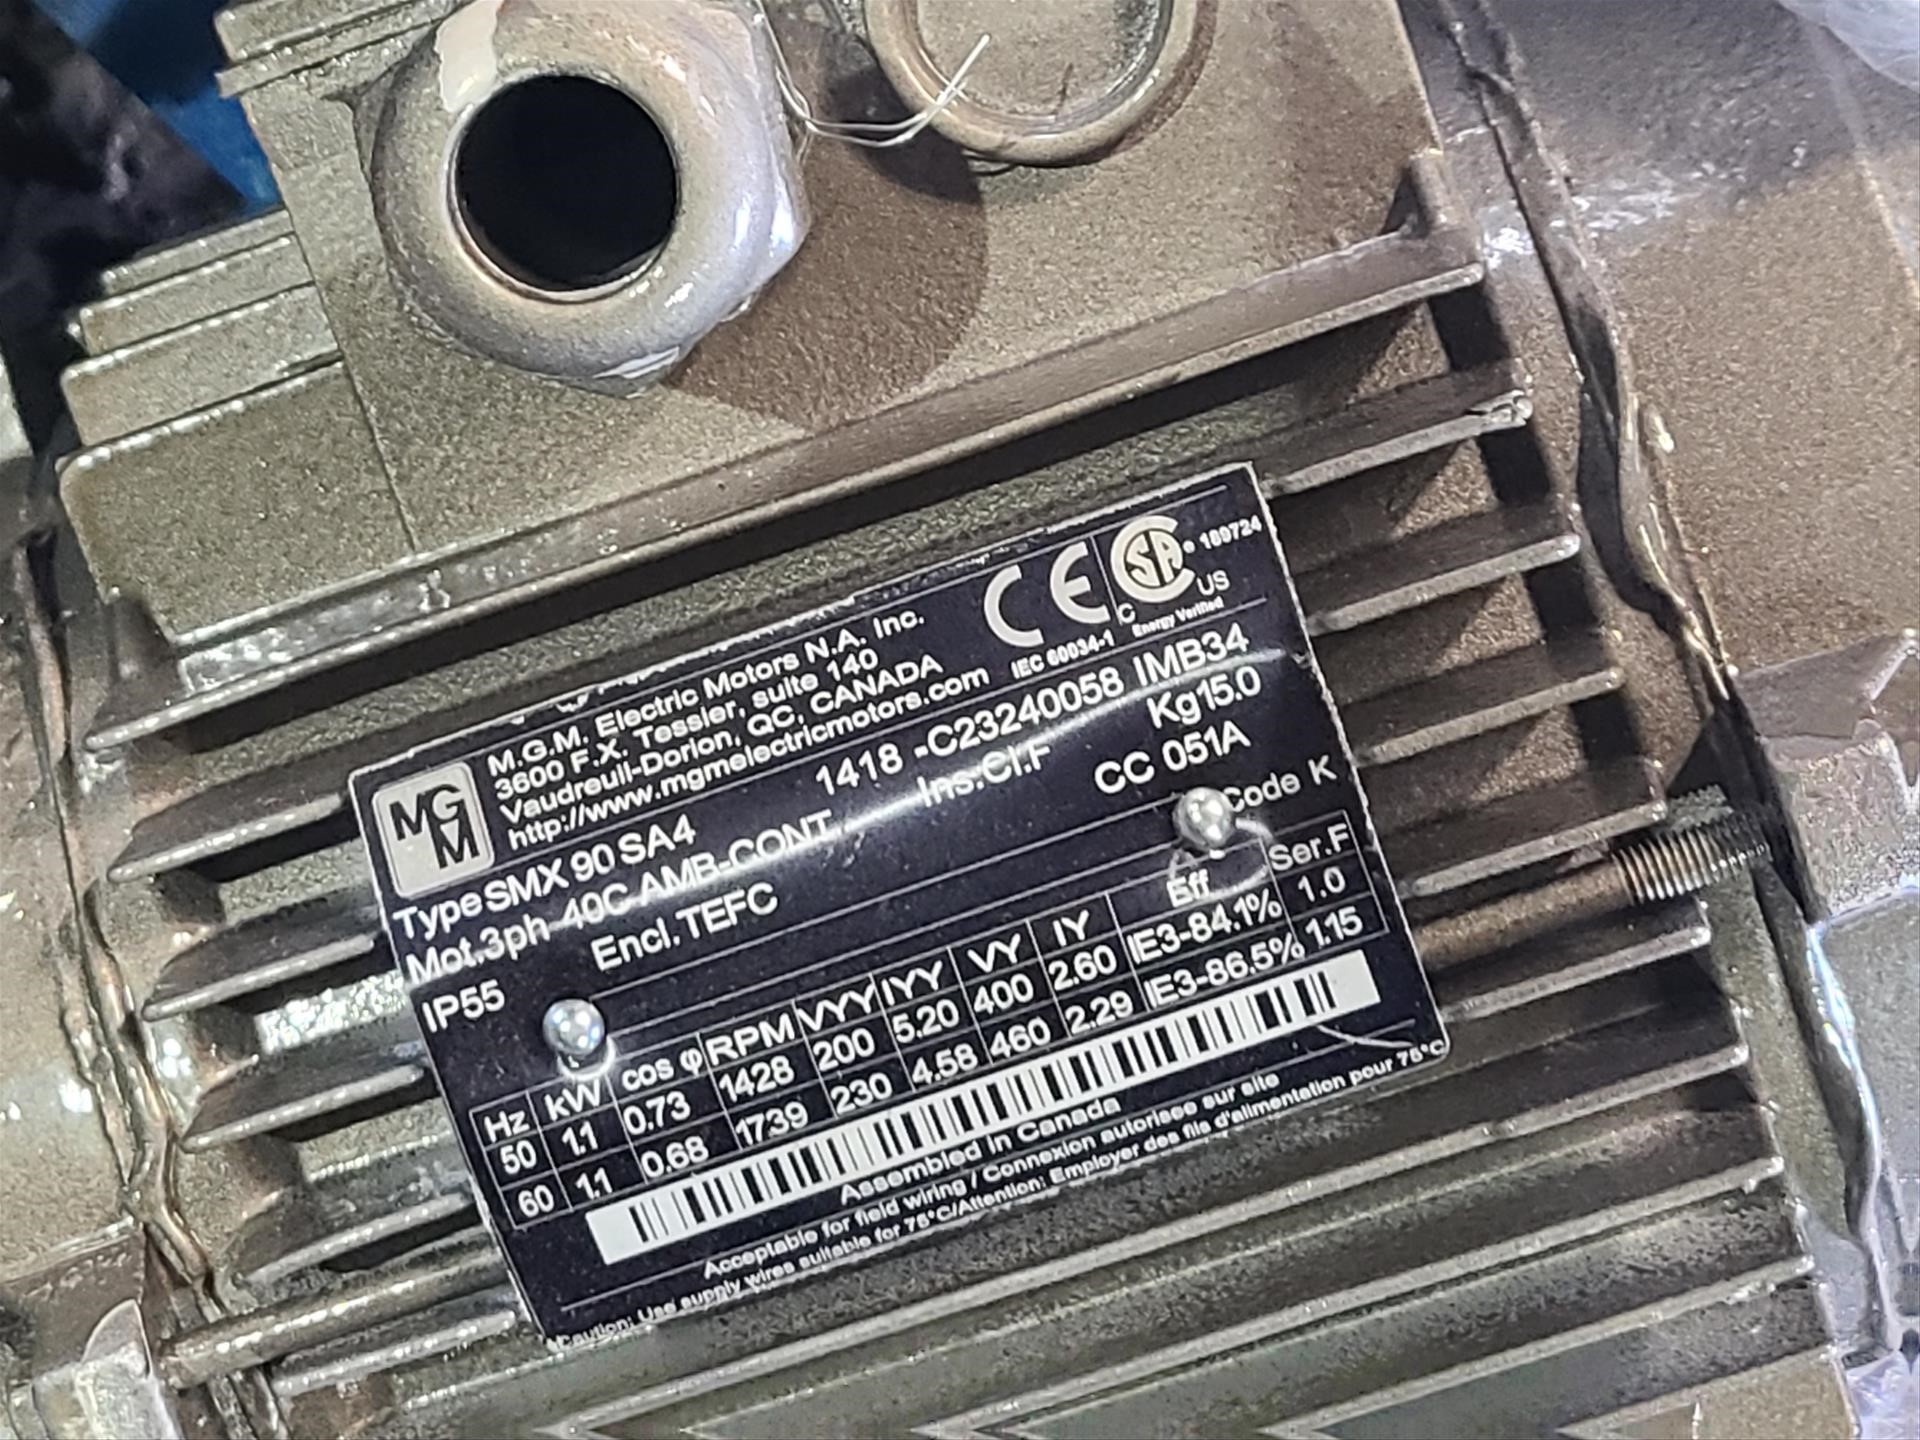 MGM
M.G.M. Electric Motors N.A. Inc.
3600 F.X. Tessier, suite 140
Vaudreuil-Dorion, QC, CANADA
http://www.mgmelectricmotors.com
CE
IEC 60034-1
CSA ® 189724
C US
Energy Verified
Type SMX 90 SA4 1418 -C23240058 IMB34
Mot.3ph 40C AMB-CONT Ins.Cl.F Kg15.0
IP55 Encl.TEFC CC 051A
Code K
Hz kW cos φ RPM VYY IYY VY IY Eff Ser.F
50 1.1 0.73 1428 200 5.20 400 2.60 IE3-84.1% 1.0
60 1.1 0.68 1739 230 4.58 460 2.29 IE3-86.5% 1.15
Assembled in Canada
Acceptable for field wiring / Connexion autorisee sur site
Caution: Use supply wires suitable for 75°C/Attention: Employer des fils d'alimentation pour 75°C